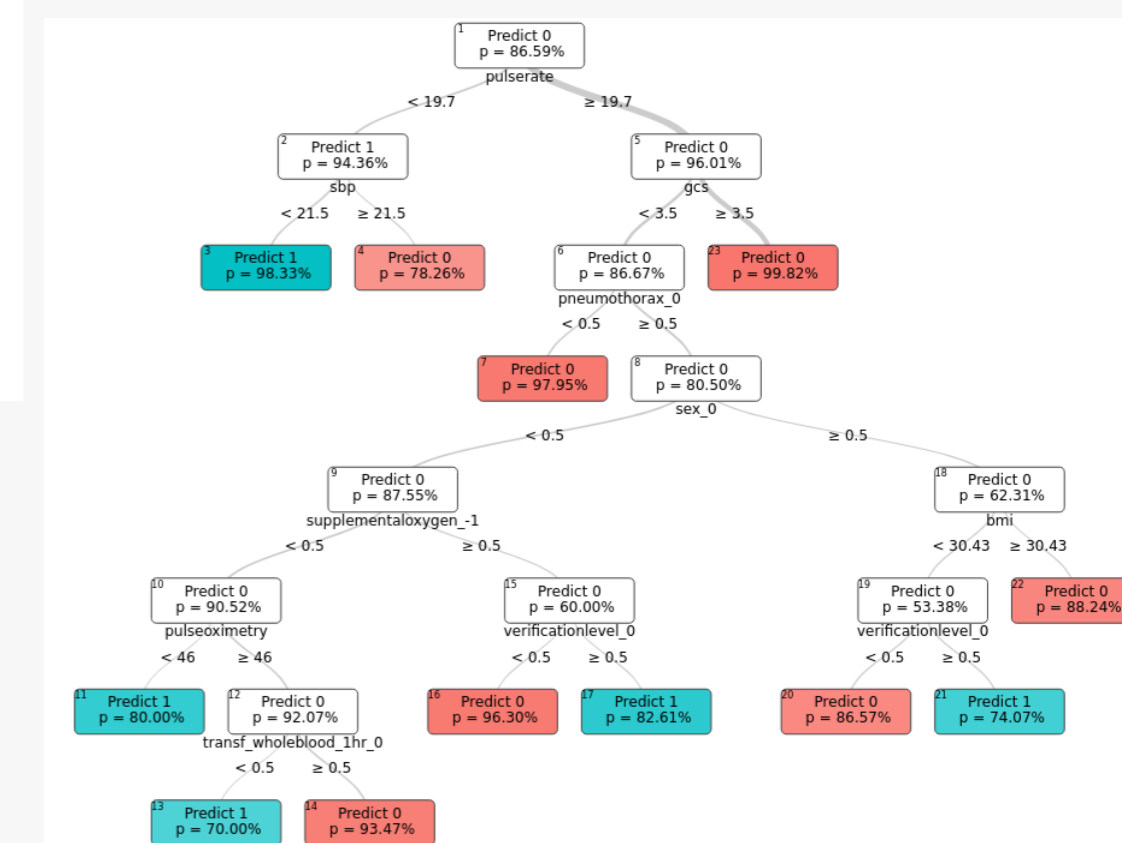 1
Predict 0
p = 86.59%
pulserate
< 19.7
≥ 19.7
2
Predict 1
p = 94.36%
sbp
5
Predict 0
p = 96.01%
gcs
< 21.5
≥ 21.5
< 3.5
≥ 3.5
3
Predict 1
p = 98.33%
4
Predict 0
p = 78.26%
6
Predict 0
p = 86.67%
pneumothorax_0
23
Predict 0
p = 99.82%
< 0.5
≥ 0.5
7
Predict 0
p = 97.95%
8
Predict 0
p = 80.50%
sex_0
< 0.5
≥ 0.5
9
Predict 0
p = 87.55%
supplementaloxygen_-1
18
Predict 0
p = 62.31%
bmi
< 0.5
≥ 0.5
< 30.43
≥ 30.43
10
Predict 0
p = 90.52%
pulseoximetry
15
Predict 0
p = 60.00%
verificationlevel_0
19
Predict 0
p = 53.38%
verificationlevel_0
22
Predict 0
p = 88.24%
< 46
≥ 46
< 0.5
≥ 0.5
< 0.5
≥ 0.5
11
Predict 1
p = 80.00%
12
Predict 0
p = 92.07%
transf_wholeblood_1hr_0
16
Predict 0
p = 96.30%
17
Predict 1
p = 82.61%
20
Predict 0
p = 86.57%
21
Predict 1
p = 74.07%
< 0.5
≥ 0.5
13
Predict 1
p = 70.00%
14
Predict 0
p = 93.47%